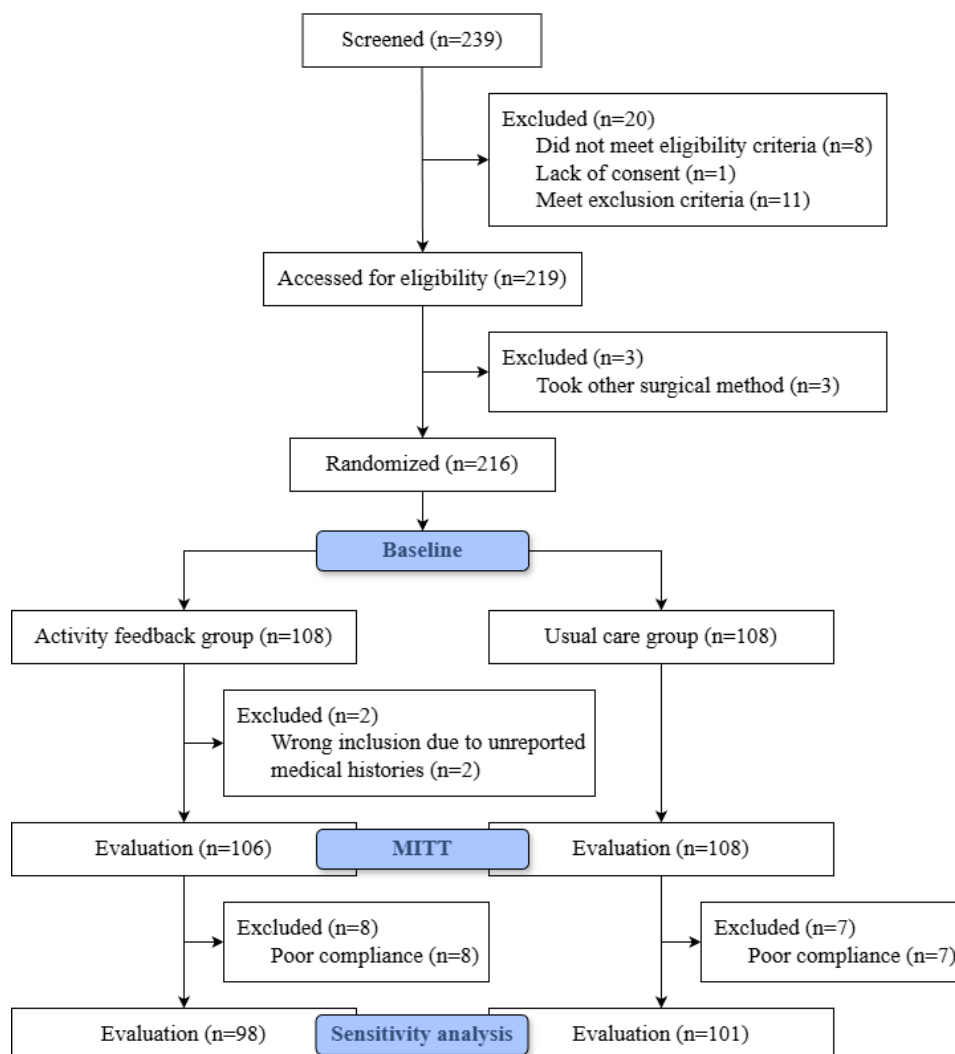 Screened (n=239)
Excluded (n=20)
Did not meet eligibility criteria (n=8)
Lack of consent (n=1)
Meet exclusion criteria (n=11)
Accessed for eligibility (n=219)
Excluded (n=3)
Took other surgical method (n=3)
Randomized (n=216)
Baseline
Activity feedback group (n=108)
Usual care group (n=108)
Excluded (n=2)
Wrong inclusion due to unreported
medical histories (n=2)
Evaluation (n=106)
MITT
Evaluation (n=108)
Excluded (n=8)
Poor compliance (n=8)
Excluded (n=7)
Poor compliance (n=7)
Evaluation (n=98)
Sensitivity analysis
Evaluation (n=101)